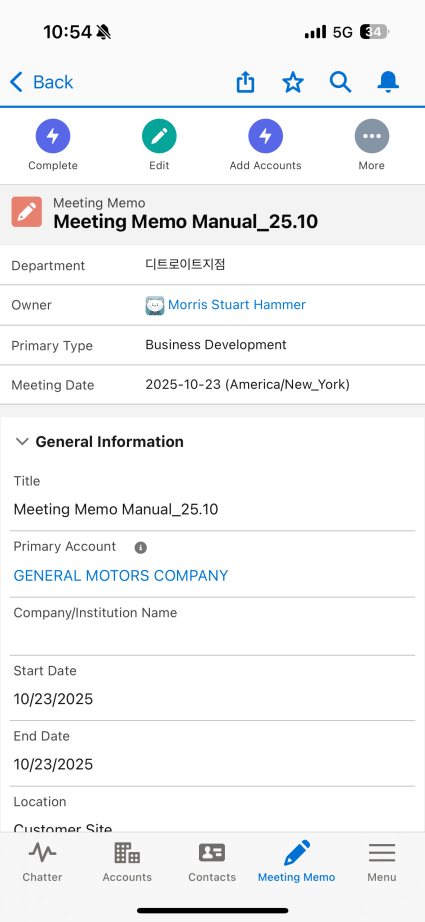 10:54
5G
34
Back
Complete
Edit
Add Accounts
More
Meeting Memo
Meeting Memo Manual_25.10
Department 디트로이트지점
Owner Morris Stuart Hammer
Primary Type Business Development
Meeting Date 2025-10-23 (America/New_York)
General Information
Title
Meeting Memo Manual_25.10
Primary Account
GENERAL MOTORS COMPANY
Company/Institution Name
Start Date
10/23/2025
End Date
10/23/2025
Location
Customer Site
Chatter
Accounts
Contacts
Meeting Memo
Menu